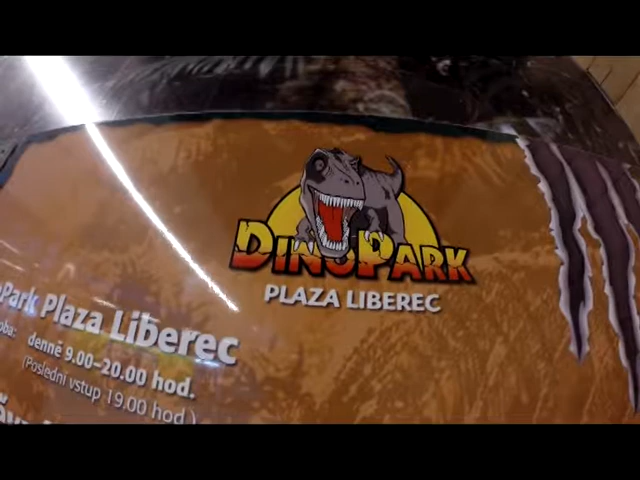 DINOPARK
PLAZA LIBEREC
Park Plaza Liberec
denně 9.00–20.00 hod.
(Poslední vstup 19.00 hod.)